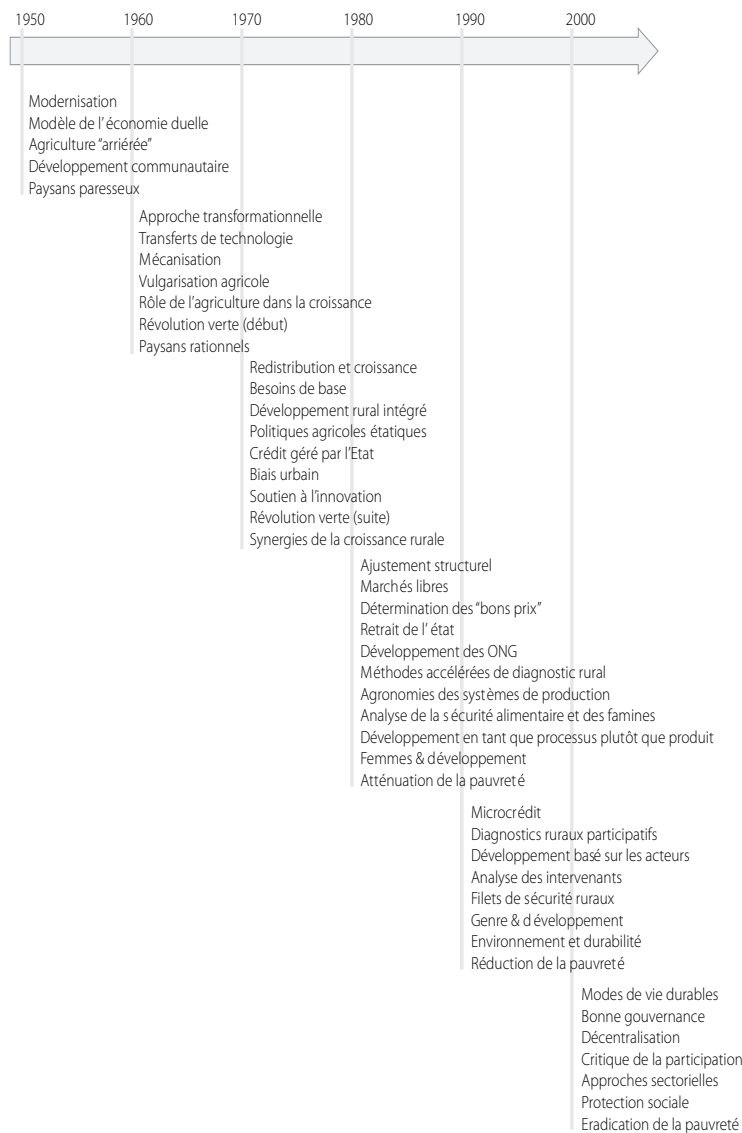 1950 1960 1970 1980 1990 2000
Modernisation
Modèle de l'économie duelle
Agriculture "arriérée"
Développement communautaire
Paysans paresseux
Approche transformationnelle
Transferts de technologie
Mécanisation
Vulgarisation agricole
Rôle de l'agriculture dans la croissance
Révolution verte (début)
Paysans rationnels
Redistribution et croissance
Besoins de base
Développement rural intégré
Politiques agricoles étatiques
Crédit géré par l'Etat
Biais urbain
Soutien à l'innovation
Révolution verte (suite)
Synergies de la croissance rurale
Ajustement structurel
Marchés libres
Détermination des "bons prix"
Retrait de l'état
Développement des ONG
Méthodes accélérées de diagnostic rural
Agronomies des systèmes de production
Analyse de la sécurité alimentaire et des famines
Développement en tant que processus plutôt que produit
Femmes & développement
Atténuation de la pauvreté
Microcrédit
Diagnostics ruraux participatifs
Développement basé sur les acteurs
Analyse des intervenants
Filets de sécurité ruraux
Genre & développement
Environnement et durabilité
Réduction de la pauvreté
Modes de vie durables
Bonne gouvernance
Décentralisation
Critique de la participation
Approches sectorielles
Protection sociale
Eradication de la pauvreté